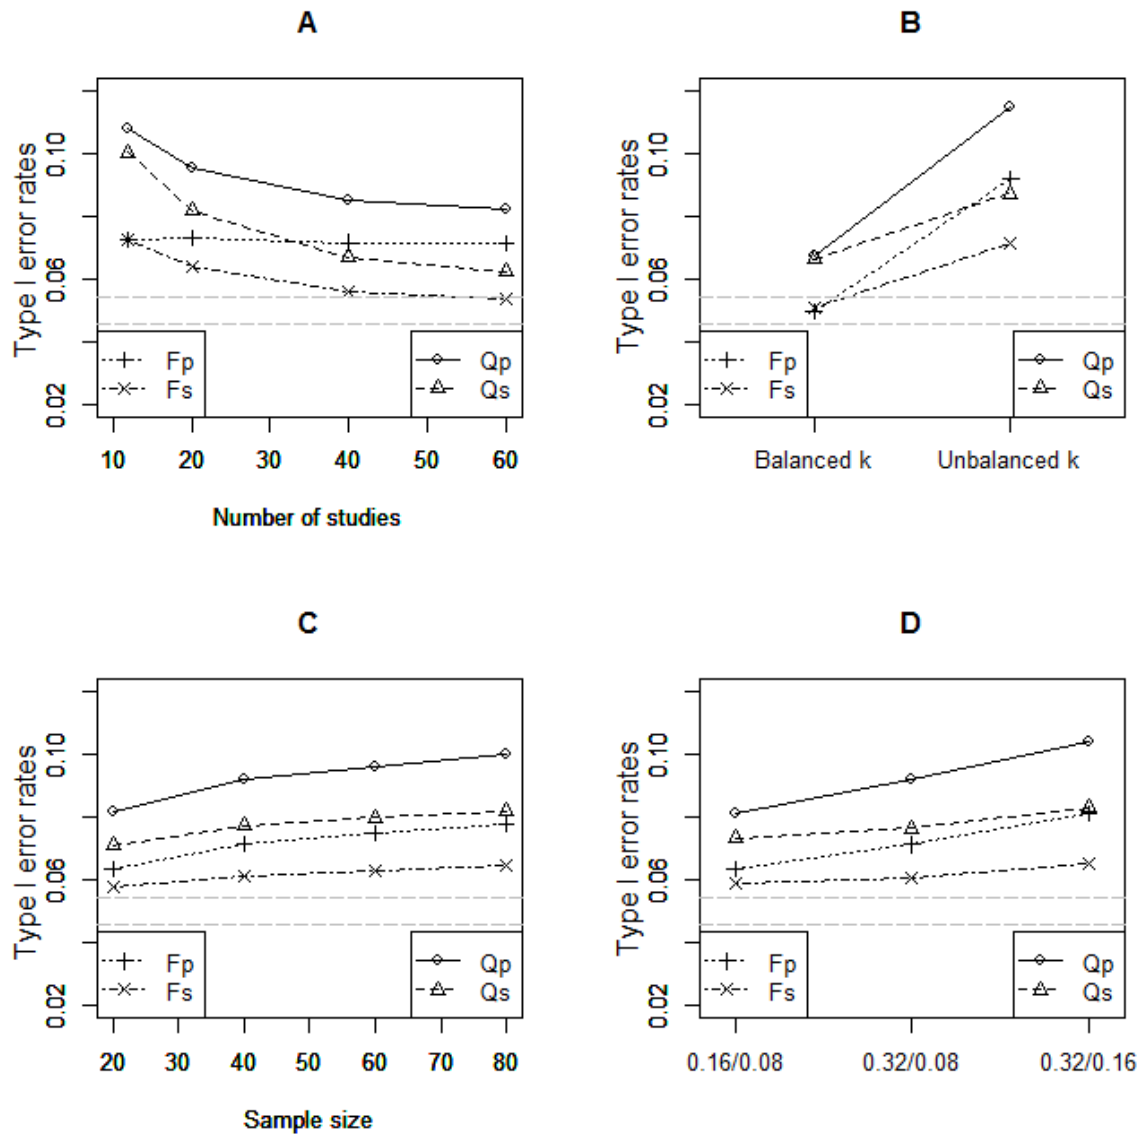 A
Type I error rates
0.02 0.06 0.10
Fp
Fs
Qp
Qs
10 20 30 40 50 60
Number of studies
B
Type I error rates
0.02 0.06 0.10
Fp
Fs
Qp
Qs
Balanced k Unbalanced k
C
Type I error rates
0.02 0.06 0.10
Fp
Fs
Qp
Qs
20 30 40 50 60 70 80
Sample size
D
Type I error rates
0.02 0.06 0.10
Fp
Fs
Qp
Qs
0.16/0.08 0.32/0.08 0.32/0.16